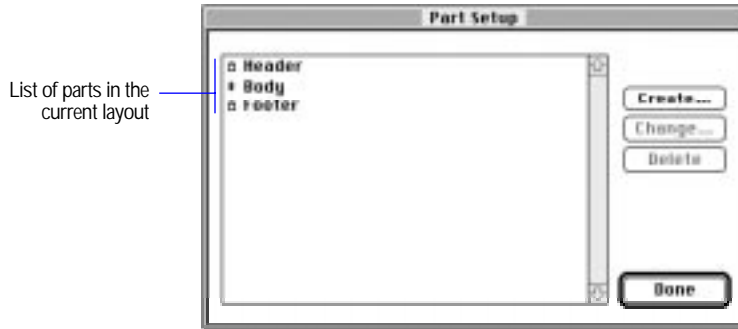 Part Setup
Header
Body
Footer
List of parts in the
current layout
Create...
Change...
Delete
Done